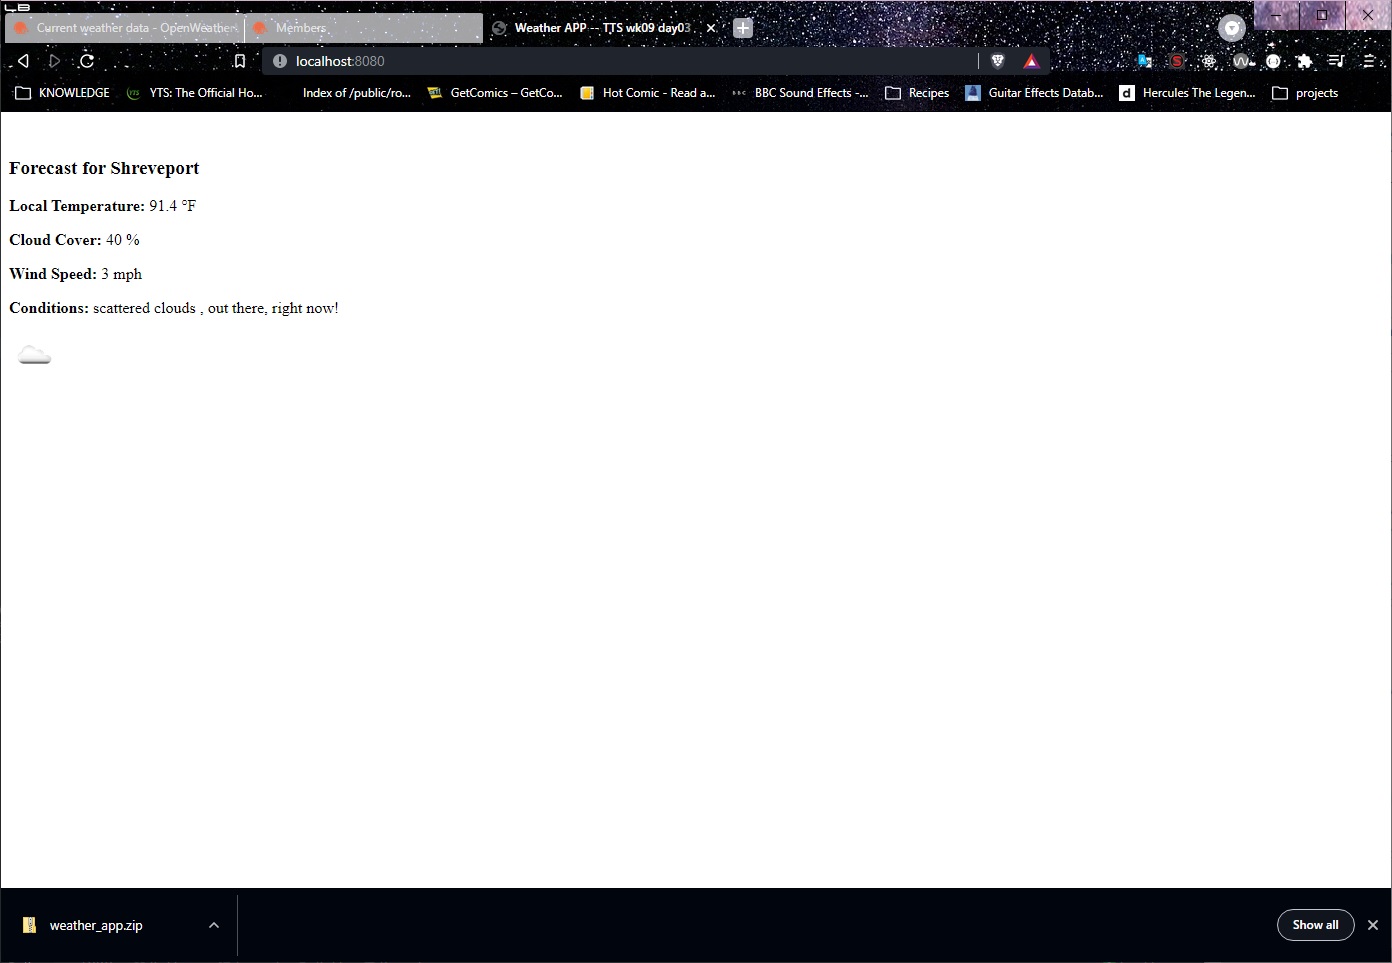 Current weather data - OpenWeather
Members
Weather APP -- TTS wk09 day03
localhost:8080
KNOWLEDGE
YTS: The Official Ho...
Index of /public/ro...
GetComics – GetCo...
Hot Comic - Read a...
BBC Sound Effects -...
Recipes
Guitar Effects Datab...
Hercules The Legen...
projects
Forecast for Shreveport
Local Temperature: 91.4 °F
Cloud Cover: 40 %
Wind Speed: 3 mph
Conditions: scattered clouds , out there, right now!
weather_app.zip
Show all